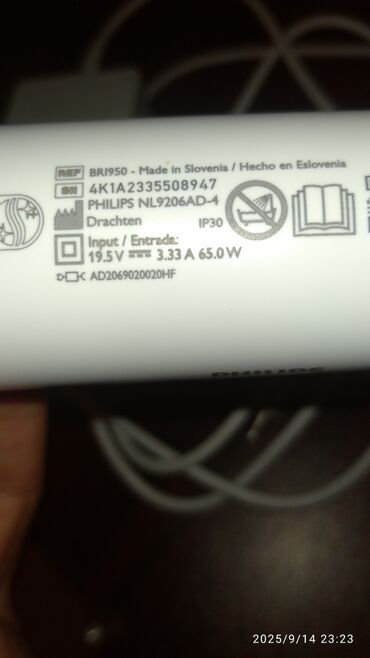 REF BRI950 - Made in Slovenia / Hecho en Eslovenia
SN 4K1A2335508947
PHILIPS NL9206AD-4
Drachten IP30
Input / Entrada:
19.5V 3.33 A 65.0 W
AD2069020020HF
PHILIPS
2025/9/14 23:23